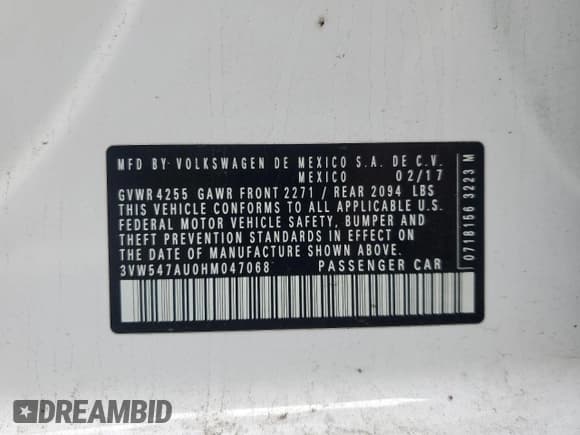 MFD BY VOLKSWAGEN DE MEXICO S.A. DE C.V.
MEXICO 02/17
GVWR 4255 GAWR FRONT 2271 / REAR 2094 LBS
THIS VEHICLE CONFORMS TO ALL APPLICABLE U.S.
FEDERAL MOTOR VEHICLE SAFETY, BUMPER AND
THEFT PREVENTION STANDARDS IN EFFECT ON
THE DATE OF MANUFACTURE SHOWN ABOVE.
3VW547AU0HM047068 PASSENGER CAR
071B156 3223 M
DREAMBID